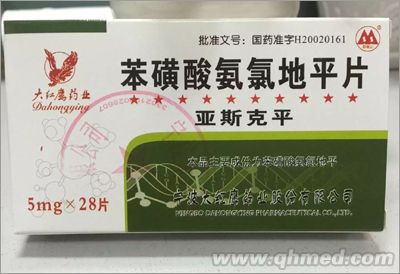 批准文号：国药准字H20020161
大红鹰药业
Dahongying
苯磺酸氨氯地平片
亚斯克平
本品主要成份为苯磺酸氨氯地平
5mg×28片
宁波大红鹰药业股份有限公司
NINGBO DAHONGYING PHARMACEUTICAL CO.,LTD.
www.qhmed.com